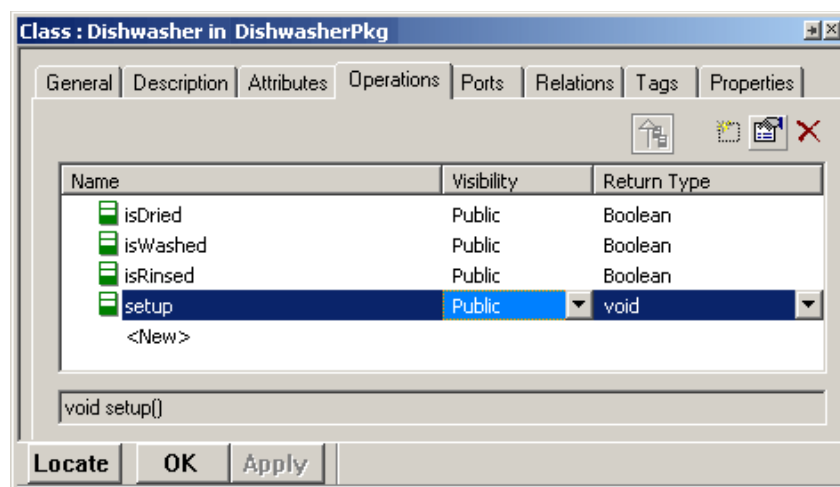 Class : Dishwasher in DishwasherPkg
General Description Attributes Operations Ports Relations Tags Properties
Name Visibility Return Type
isDried Public Boolean
isWashed Public Boolean
isRinsed Public Boolean
setup Public void
<New>
void setup()
Locate OK Apply